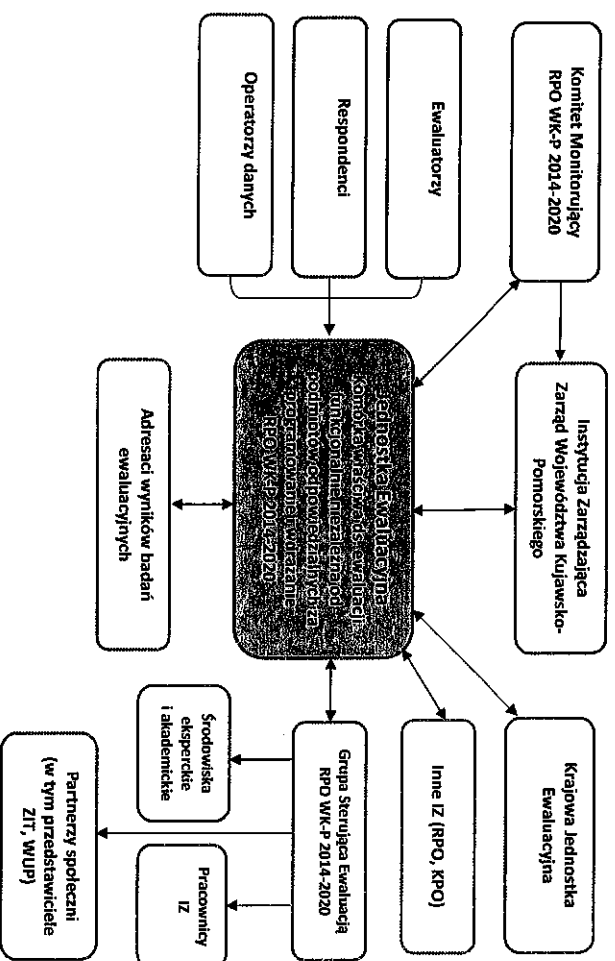 Komitet Monitorujący
RPO WK-P 2014-2020
Instytucja Zarządzająca
Zarząd Województwa Kujawsko-
Pomorskiego
Krajowa Jednostka
Ewaluacyjna
Ewaluatorzy
Respondenci
Operatorzy danych
Jednostka Ewaluacyjna
Komórka właściwa ds. ewaluacji
funkcjonalnie niezależna od
podmiotów odpowiedzialnych za
programowanie i wdrażanie
RPO WK-P 2014-2020
Inne IZ (RPO, KPO)
Grupa Sterująca Ewaluacją
RPO WK-P 2014-2020
Adresaci wyników badań
ewaluacyjnych
Środowiska
eksperckie
i akademickie
Pracownicy
IZ
Partnerzy społeczni
(w tym przedstawiciele
ZIT, WUP)